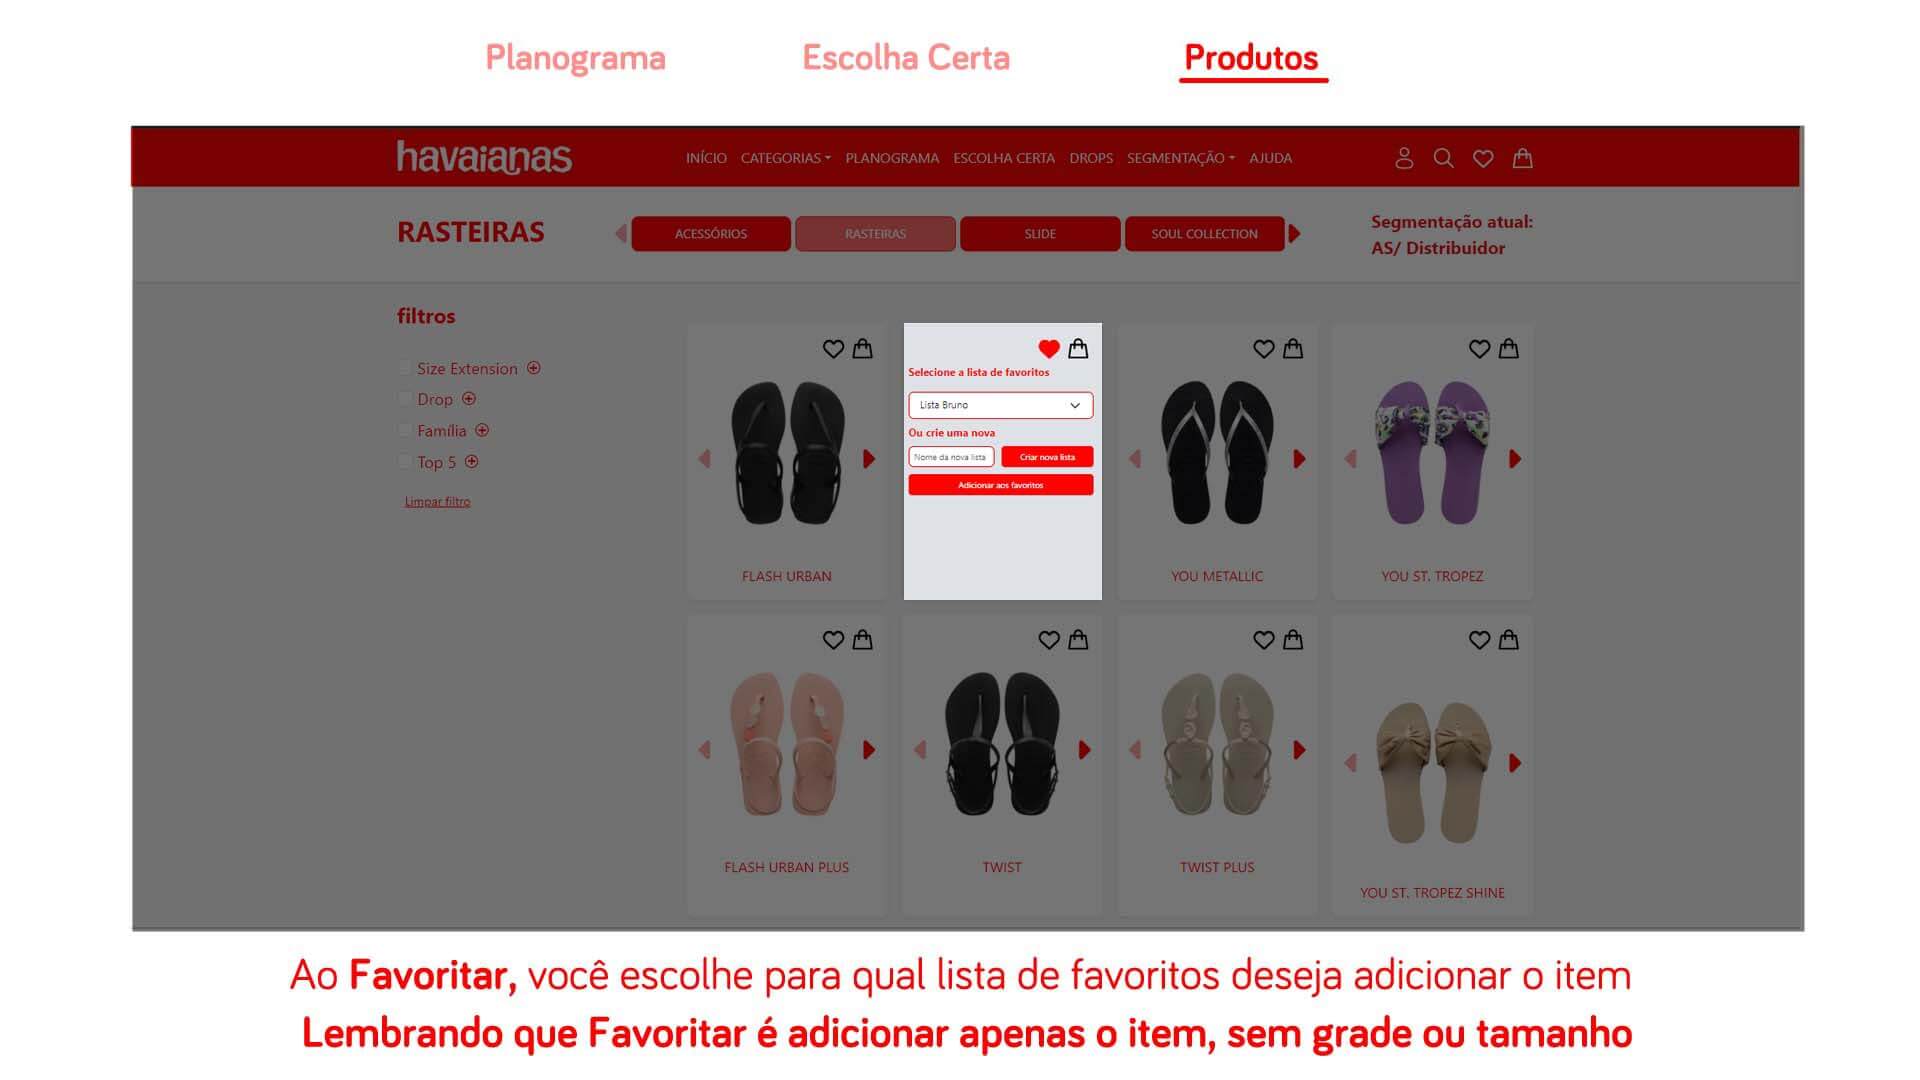 Planograma
Escolha Certa
Produtos
havaianas
INÍCIO
CATEGORIAS
PLANOGRAMA
ESCOLHA CERTA
DROPS
SEGMENTAÇÃO
AJUDA
RASTEIRAS
ACESSÓRIOS
RASTEIRAS
SLIDE
SOUL COLLECTION
Segmentação atual:
AS/ Distribuidor
filtros
Size Extension
Drop
Família
Top 5
Limpar filtro
Selecione a lista de favoritos
Lista Bruno
Ou crie uma nova
Nome da nova lista
Criar nova lista
Adicionar aos favoritos
FLASH URBAN
YOU METALLIC
YOU ST. TROPEZ
FLASH URBAN PLUS
TWIST
TWIST PLUS
YOU ST. TROPEZ SHINE
Ao Favoritar, você escolhe para qual lista de favoritos deseja adicionar o item
Lembrando que Favoritar é adicionar apenas o item, sem grade ou tamanho